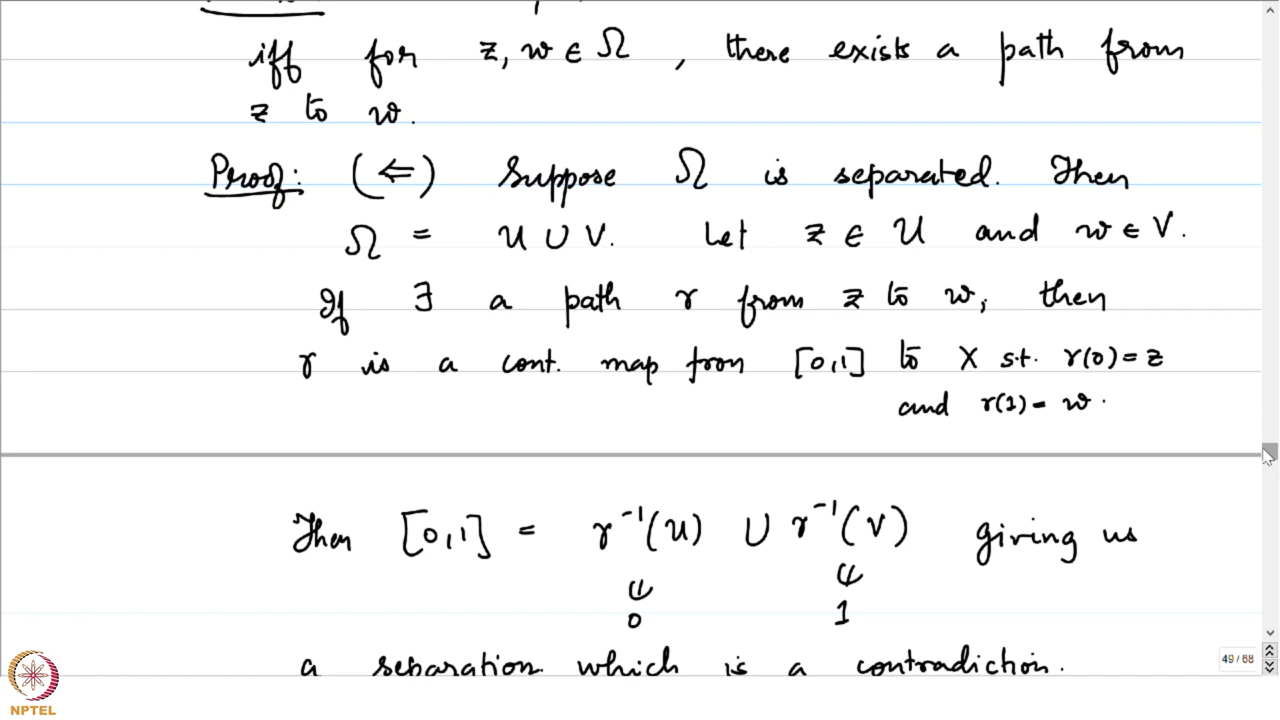 iff for z, w ∈ Ω, there exists a path from
z to w.
Proof: (⇐) Suppose Ω is separated. Then
Ω = U ∪ V. Let z ∈ U and w ∈ V.
If ∃ a path γ from z to w, then
γ is a cont. map from [0,1] to X s.t. γ(0) = z
and γ(1) = w.
Then [0,1] = γ⁻¹(U) ∪ γ⁻¹(V) giving us
0 1
a separation which is a contradiction.
49 / 68
NPTEL